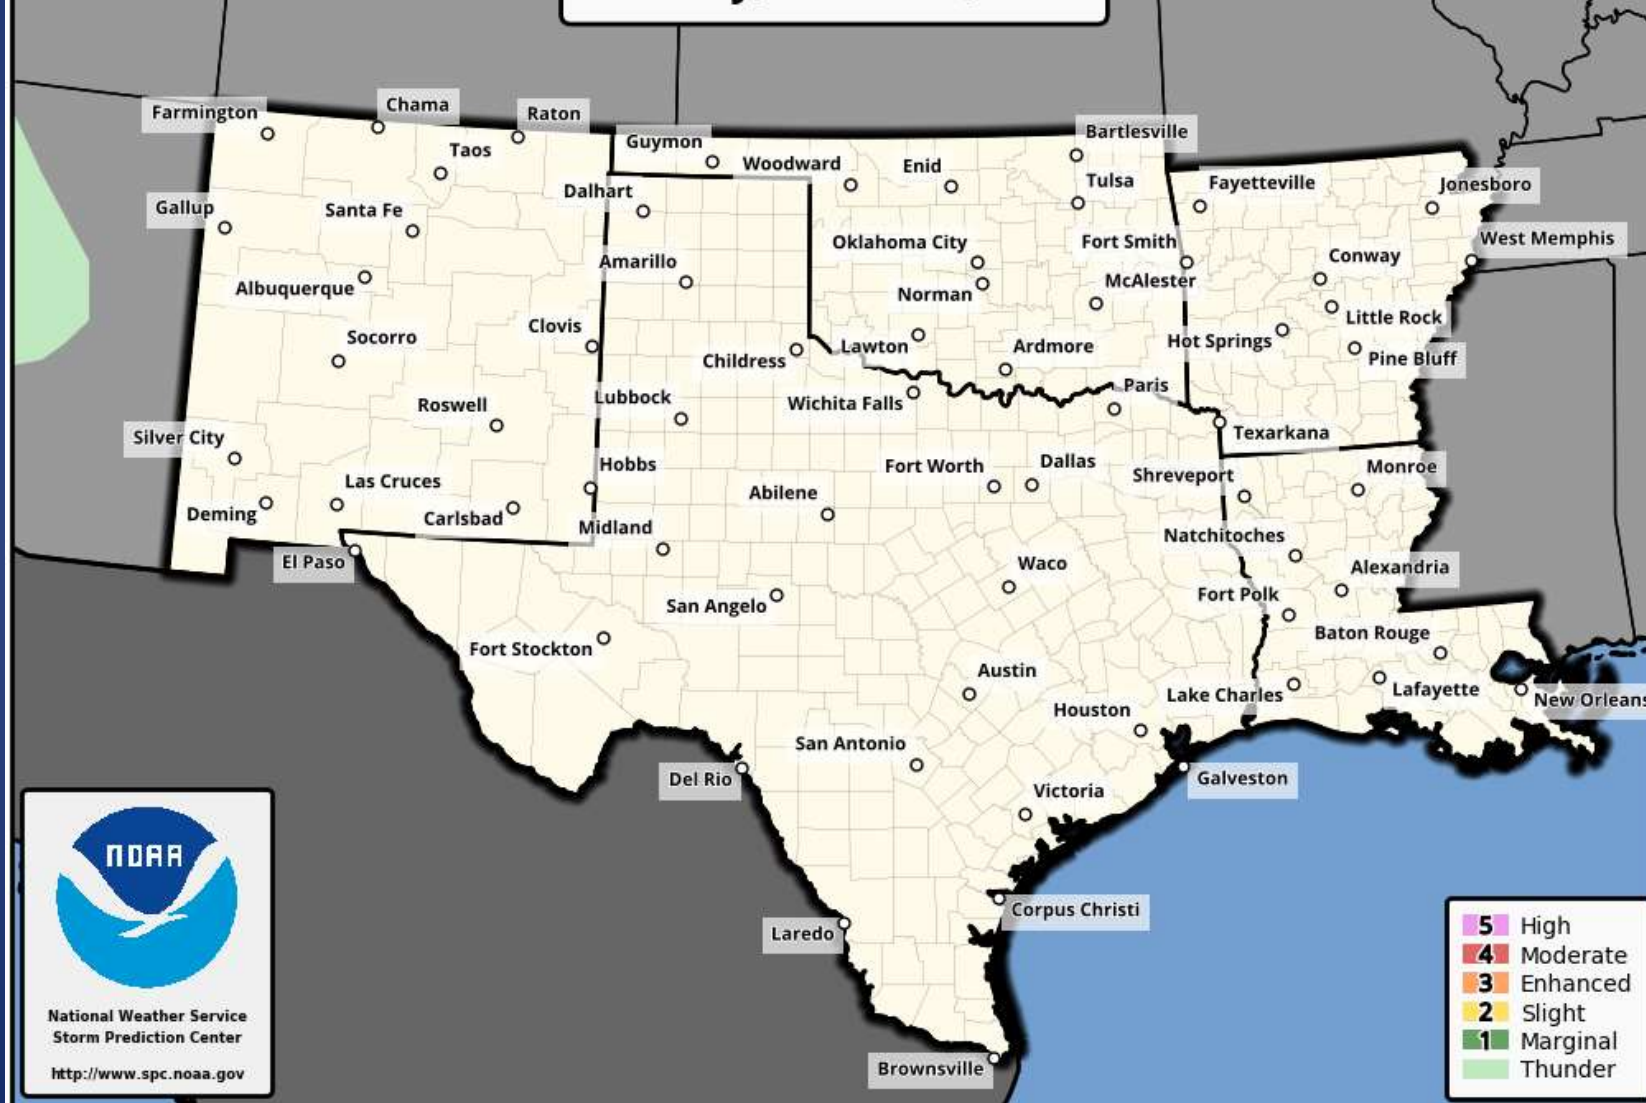 Farmington
Chama
Raton
Taos
Guymon
Woodward
Enid
Bartlesville
Tulsa
Fayetteville
Jonesboro
Gallup
Santa Fe
Dalhart
Oklahoma City
Fort Smith
Conway
West Memphis
Albuquerque
Amarillo
Norman
McAlester
Little Rock
Socorro
Clovis
Childress
Lawton
Ardmore
Hot Springs
Pine Bluff
Roswell
Lubbock
Wichita Falls
Paris
Texarkana
Silver City
Las Cruces
Hobbs
Abilene
Fort Worth
Dallas
Shreveport
Monroe
Deming
Carlsbad
Midland
Natchitoches
El Paso
San Angelo
Waco
Alexandria
Fort Polk
Fort Stockton
Austin
Baton Rouge
Lake Charles
Lafayette
New Orleans
Houston
San Antonio
Del Rio
Victoria
Galveston
Laredo
Corpus Christi
Brownsville
NOAA
National Weather Service
Storm Prediction Center
http://www.spc.noaa.gov
5 High
4 Moderate
3 Enhanced
2 Slight
1 Marginal
Thunder